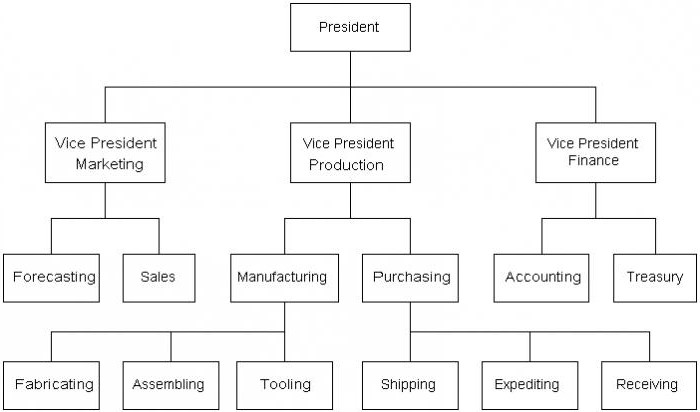 President
Vice President
Marketing
Vice President
Production
Vice President
Finance
Forecasting
Sales
Manufacturing
Purchasing
Accounting
Treasury
Fabricating
Assembling
Tooling
Shipping
Expediting
Receiving